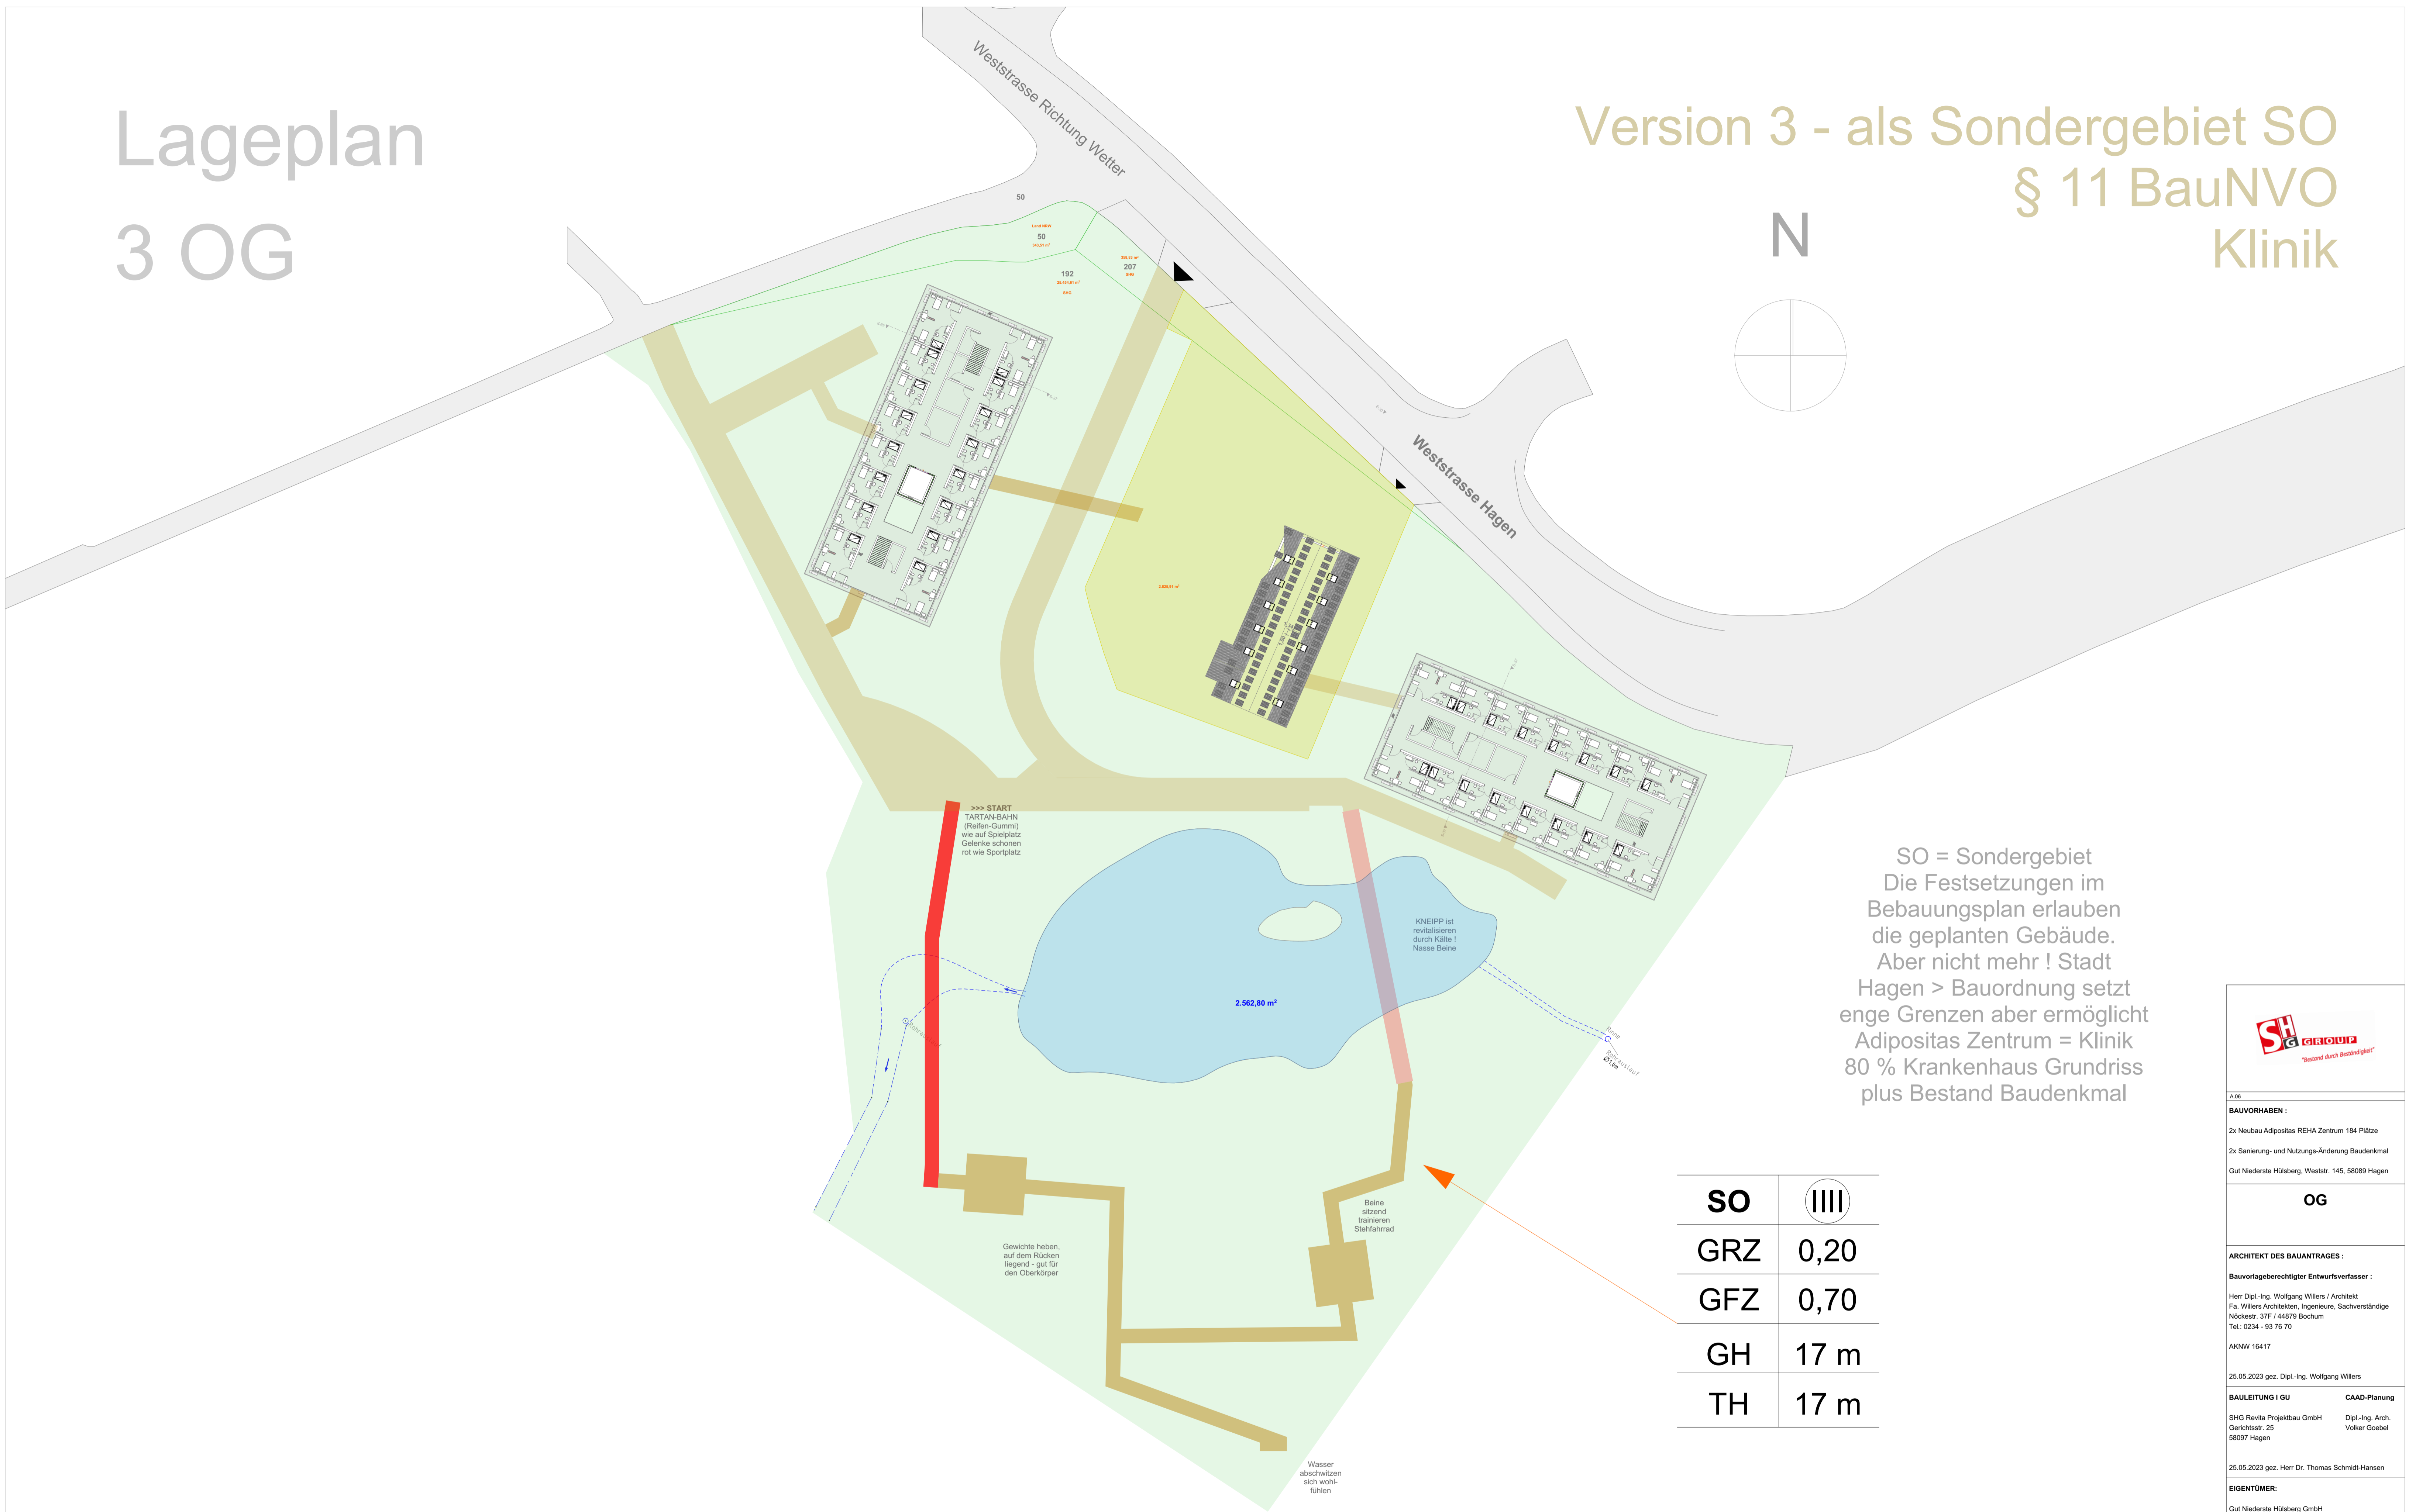 Lageplan
3 OG
Version 3 - als Sondergebiet SO
§ 11 BauNVO
Klinik
N
Weststrasse Richtung Wetter
50
Land NRW
50
192
207
SHG
SHG
Weststrasse Hagen
>>> START
TARTAN-BAHN
(Reifen-Gummi)
wie auf Spielplatz
Gelenke schonen
rot wie Sportplatz
KNEIPP ist
revitalisieren
durch Kälte !
Nasse Beine
2.562,80 m²
Rohrauslauf
Ø1,0m
SO = Sondergebiet
Die Festsetzungen im
Bebauungsplan erlauben
die geplanten Gebäude.
Aber nicht mehr ! Stadt
Hagen > Bauordnung setzt
enge Grenzen aber ermöglicht
Adipositas Zentrum = Klinik
80 % Krankenhaus Grundriss
plus Bestand Baudenkmal
Beine
sitzend
trainieren
Stehfahrrad
Gewichte heben,
auf dem Rücken
liegend - gut für
den Oberkörper
Wasser
abschwitzen
sich wohl-
fühlen
SO IIII
GRZ 0,20
GFZ 0,70
GH 17 m
TH 17 m
SHG GROUP
"Bestand durch Beständigkeit"
A.06
BAUVORHABEN :
2x Neubau Adipositas REHA Zentrum 184 Plätze
2x Sanierung- und Nutzungs-Änderung Baudenkmal
Gut Niederste Hülsberg, Weststr. 145, 58089 Hagen
OG
ARCHITEKT DES BAUANTRAGES :
Bauvorlageberechtigter Entwurfsverfasser :
Herr Dipl.-Ing. Wolfgang Willers / Architekt
Fa. Willers Architekten, Ingenieure, Sachverständige
Nöckestr. 37F / 44879 Bochum
Tel.: 0234 - 93 76 70
AKNW 16417
25.05.2023 gez. Dipl.-Ing. Wolfgang Willers
BAULEITUNG I GU CAAD-Planung
SHG Revita Projektbau GmbH Dipl.-Ing. Arch.
Gerichtsstr. 25 Volker Goebel
58097 Hagen
25.05.2023 gez. Herr Dr. Thomas Schmidt-Hansen
EIGENTÜMER:
Gut Niederste Hülsberg GmbH